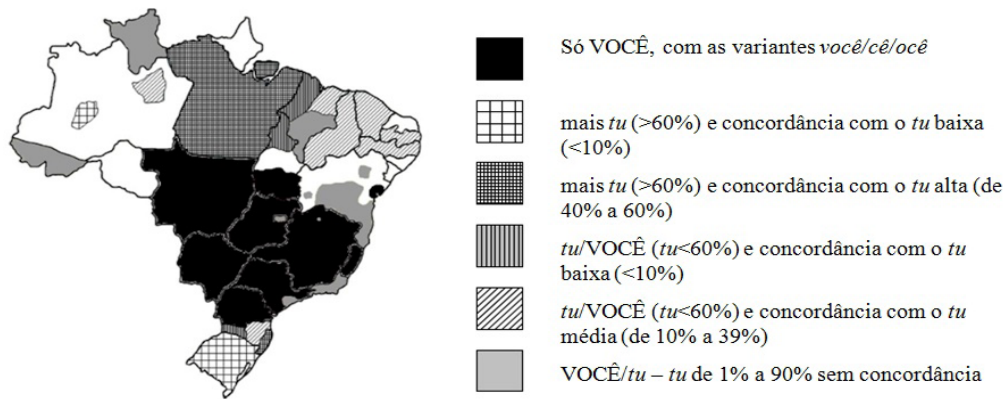 Só VOCÊ, com as variantes você/cê/ocê
mais tu (>60%) e concordância com o tu baixa
(<10%)
mais tu (>60%) e concordância com o tu alta (de
40% a 60%)
tu/VOCÊ (tu<60%) e concordância com o tu
baixa (<10%)
tu/VOCÊ (tu<60%) e concordância com o tu
média (de 10% a 39%)
VOCÊ/tu – tu de 1% a 90% sem concordância